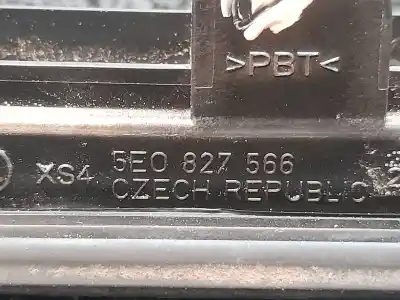 >PBT<
XS4 5E0 827 566
CZECH REPUBLIC